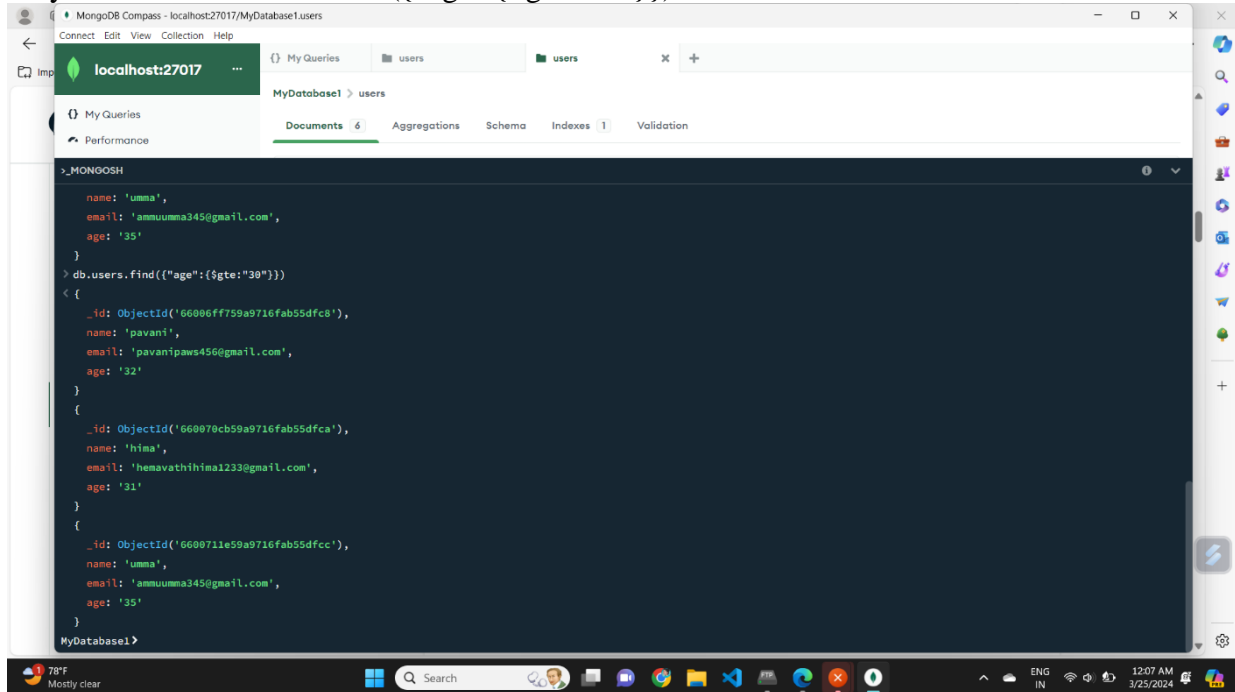 MongoDB Compass - localhost:27017/MyDatabase1.users
Connect Edit View Collection Help
localhost:27017 ...
{} My Queries users users
MyDatabase1 > users
{} My Queries
Performance
Documents 6 Aggregations Schema Indexes 1 Validation
>_MONGOSH
name: 'umma',
email: 'ammuumma345@gmail.com',
age: '35'
}
> db.users.find({"age":{$gte:"30"}})
< {
_id: ObjectId('66006ff759a9716fab55dfc8'),
name: 'pavani',
email: 'pavanipaws456@gmail.com',
age: '32'
}
{
_id: ObjectId('660070cb59a9716fab55dfca'),
name: 'hima',
email: 'hemavathihima1233@gmail.com',
age: '31'
}
{
_id: ObjectId('6600711e59a9716fab55dfcc'),
name: 'umma',
email: 'ammuumma345@gmail.com',
age: '35'
}
MyDatabase1>
1
78°F
Mostly clear
Search
ENG
IN
12:07 AM
3/25/2024